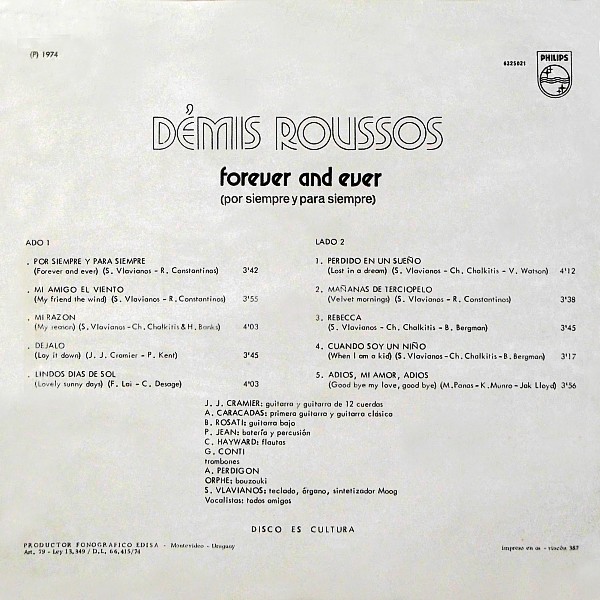 (P) 1974
6325021
PHILIPS
DÉMIS ROUSSOS
forever and ever
(por siempre y para siempre)
ADO 1
. POR SIEMPRE Y PARA SIEMPRE
(Forever and ever) (S. Vlavianos - R. Constantinos) 3'42
. MI AMIGO EL VIENTO
(My friend the wind) (S. Vlavianos - R. Constantinos) 3'55
. MI RAZON
(My reason) (S. Vlavianos - Ch. Chalkitis & H. Banks) 4'03
. DEJALO
(Lay it down) (J. J. Cramier - P. Kent) 3'45
. LINDOS DIAS DE SOL
(Lovely sunny days) (F. Lai - C. Desage) 4'03
LADO 2
1. PERDIDO EN UN SUEÑO
(Lost in a dream) (S. Vlavianos - Ch. Chalkitis - V. Watson) 4'12
2. MAÑANAS DE TERCIOPELO
(Velvet mornings) (S. Vlavianos - R. Constantinos) 3'38
3. REBECCA
(S. Vlavianos - Ch. Chalkitis - B. Bergman) 3'45
4. CUANDO SOY UN NIÑO
(When I am a kid) (S. Vlavianos - Ch. Chalkitis - B. Bergman) 3'17
5. ADIOS, MI AMOR, ADIOS
(Good bye my love, good bye) (M. Panas - K. Munro - Jak Lloyd) 3'56
J. J. CRAMIER: guitarra y guitarra de 12 cuerdas
A. CARACADAS: primera guitarra y guitarra clásica
B. ROSATI: guitarra bajo
P. JEAN: batería y percusión
C. HAYWARD: flautas
G. CONTI
trombones
A. PERDIGON
ORPHE: bouzouki
S. VLAVIANOS: teclado, órgano, sintetizador Moog
Vocalistas: todos amigos
DISCO ES CULTURA
PRODUCTOR FONOGRAFICO EDISA - Montevideo - Uruguay
Art. 79 - Ley 13,349 / D.L. 66,415/74
impreso en as - rincón 387